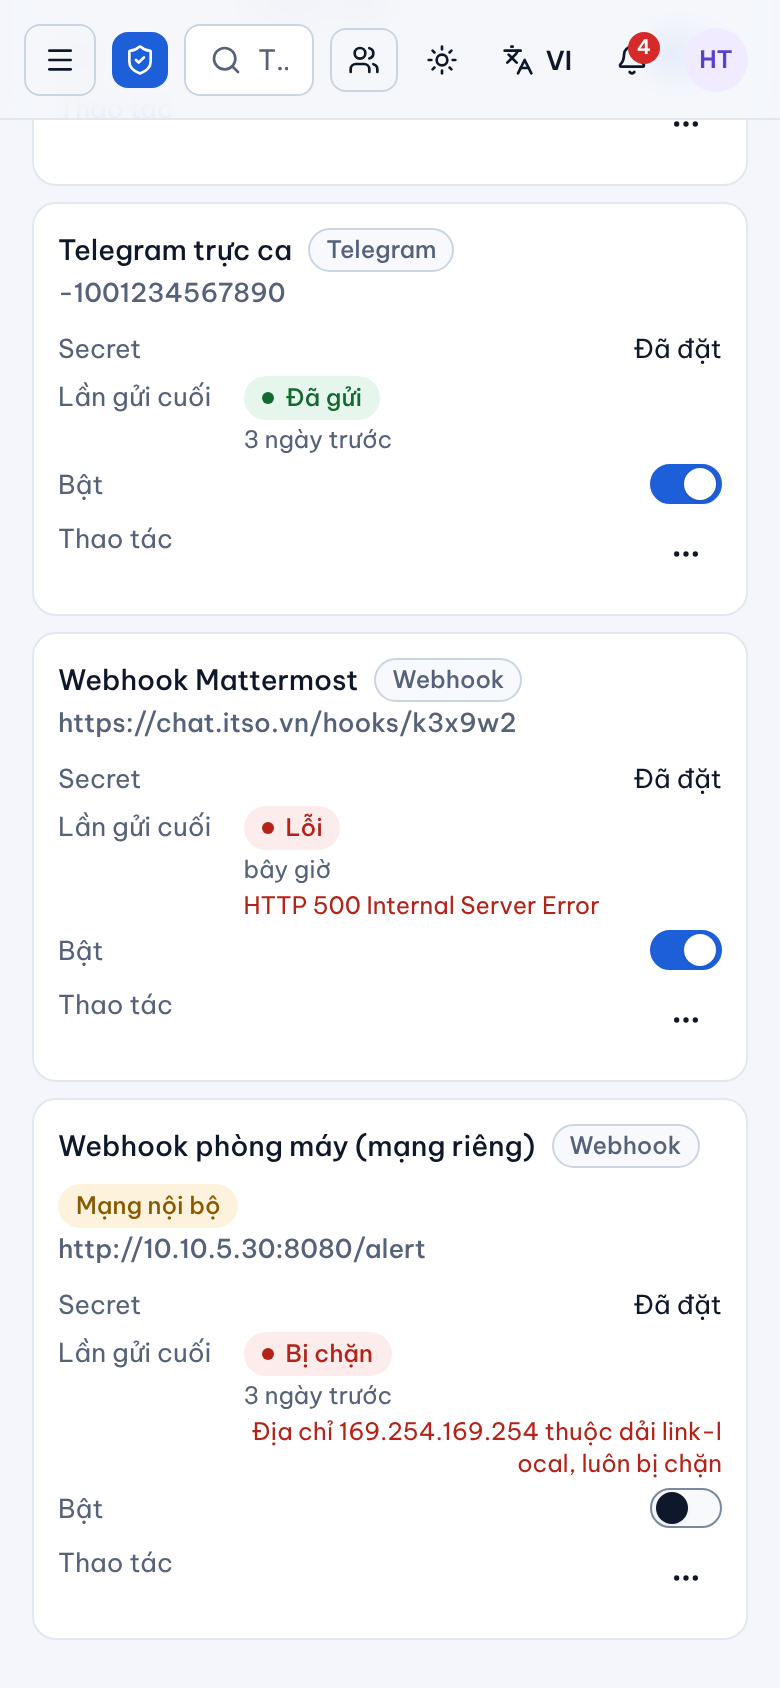 T..
VI
4
HT
Thao tác
Telegram trực ca
Telegram
-1001234567890
Secret
Đã đặt
Lần gửi cuối
Đã gửi
3 ngày trước
Bật
Thao tác
Webhook Mattermost
Webhook
https://chat.itso.vn/hooks/k3x9w2
Secret
Đã đặt
Lần gửi cuối
Lỗi
bây giờ
HTTP 500 Internal Server Error
Bật
Thao tác
Webhook phòng máy (mạng riêng)
Webhook
Mạng nội bộ
http://10.10.5.30:8080/alert
Secret
Đã đặt
Lần gửi cuối
Bị chặn
3 ngày trước
Địa chỉ 169.254.169.254 thuộc dải link-l
ocal, luôn bị chặn
Bật
Thao tác